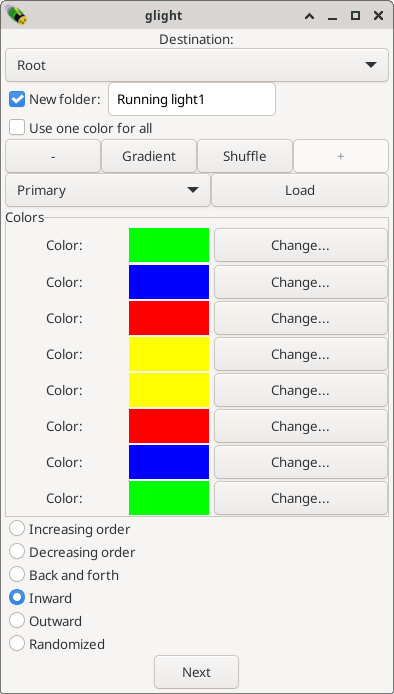 glight
Destination:
Root
New folder: Running light1
Use one color for all
- Gradient Shuffle +
Primary Load
Colors
Color: Change...
Color: Change...
Color: Change...
Color: Change...
Color: Change...
Color: Change...
Color: Change...
Color: Change...
Increasing order
Decreasing order
Back and forth
Inward
Outward
Randomized
Next